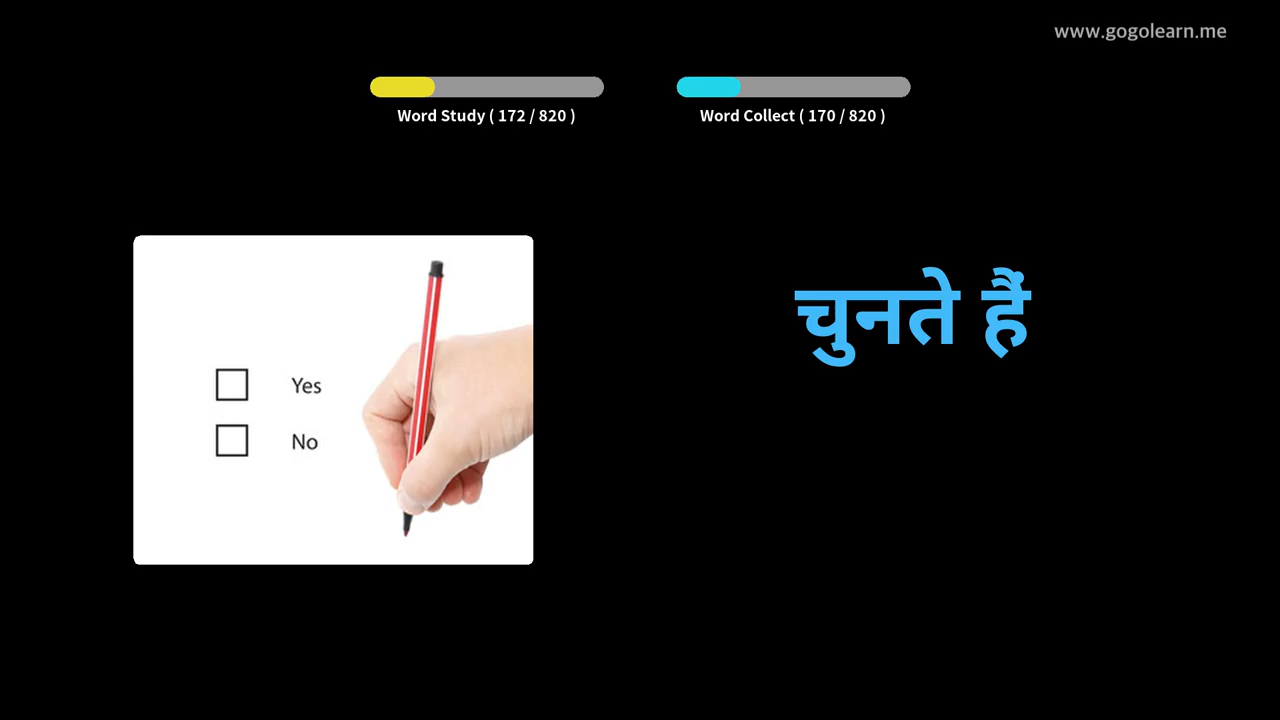 www.gogolearn.me
Word Study ( 172 / 820 )
Word Collect ( 170 / 820 )
Yes
No
चुनते हैं